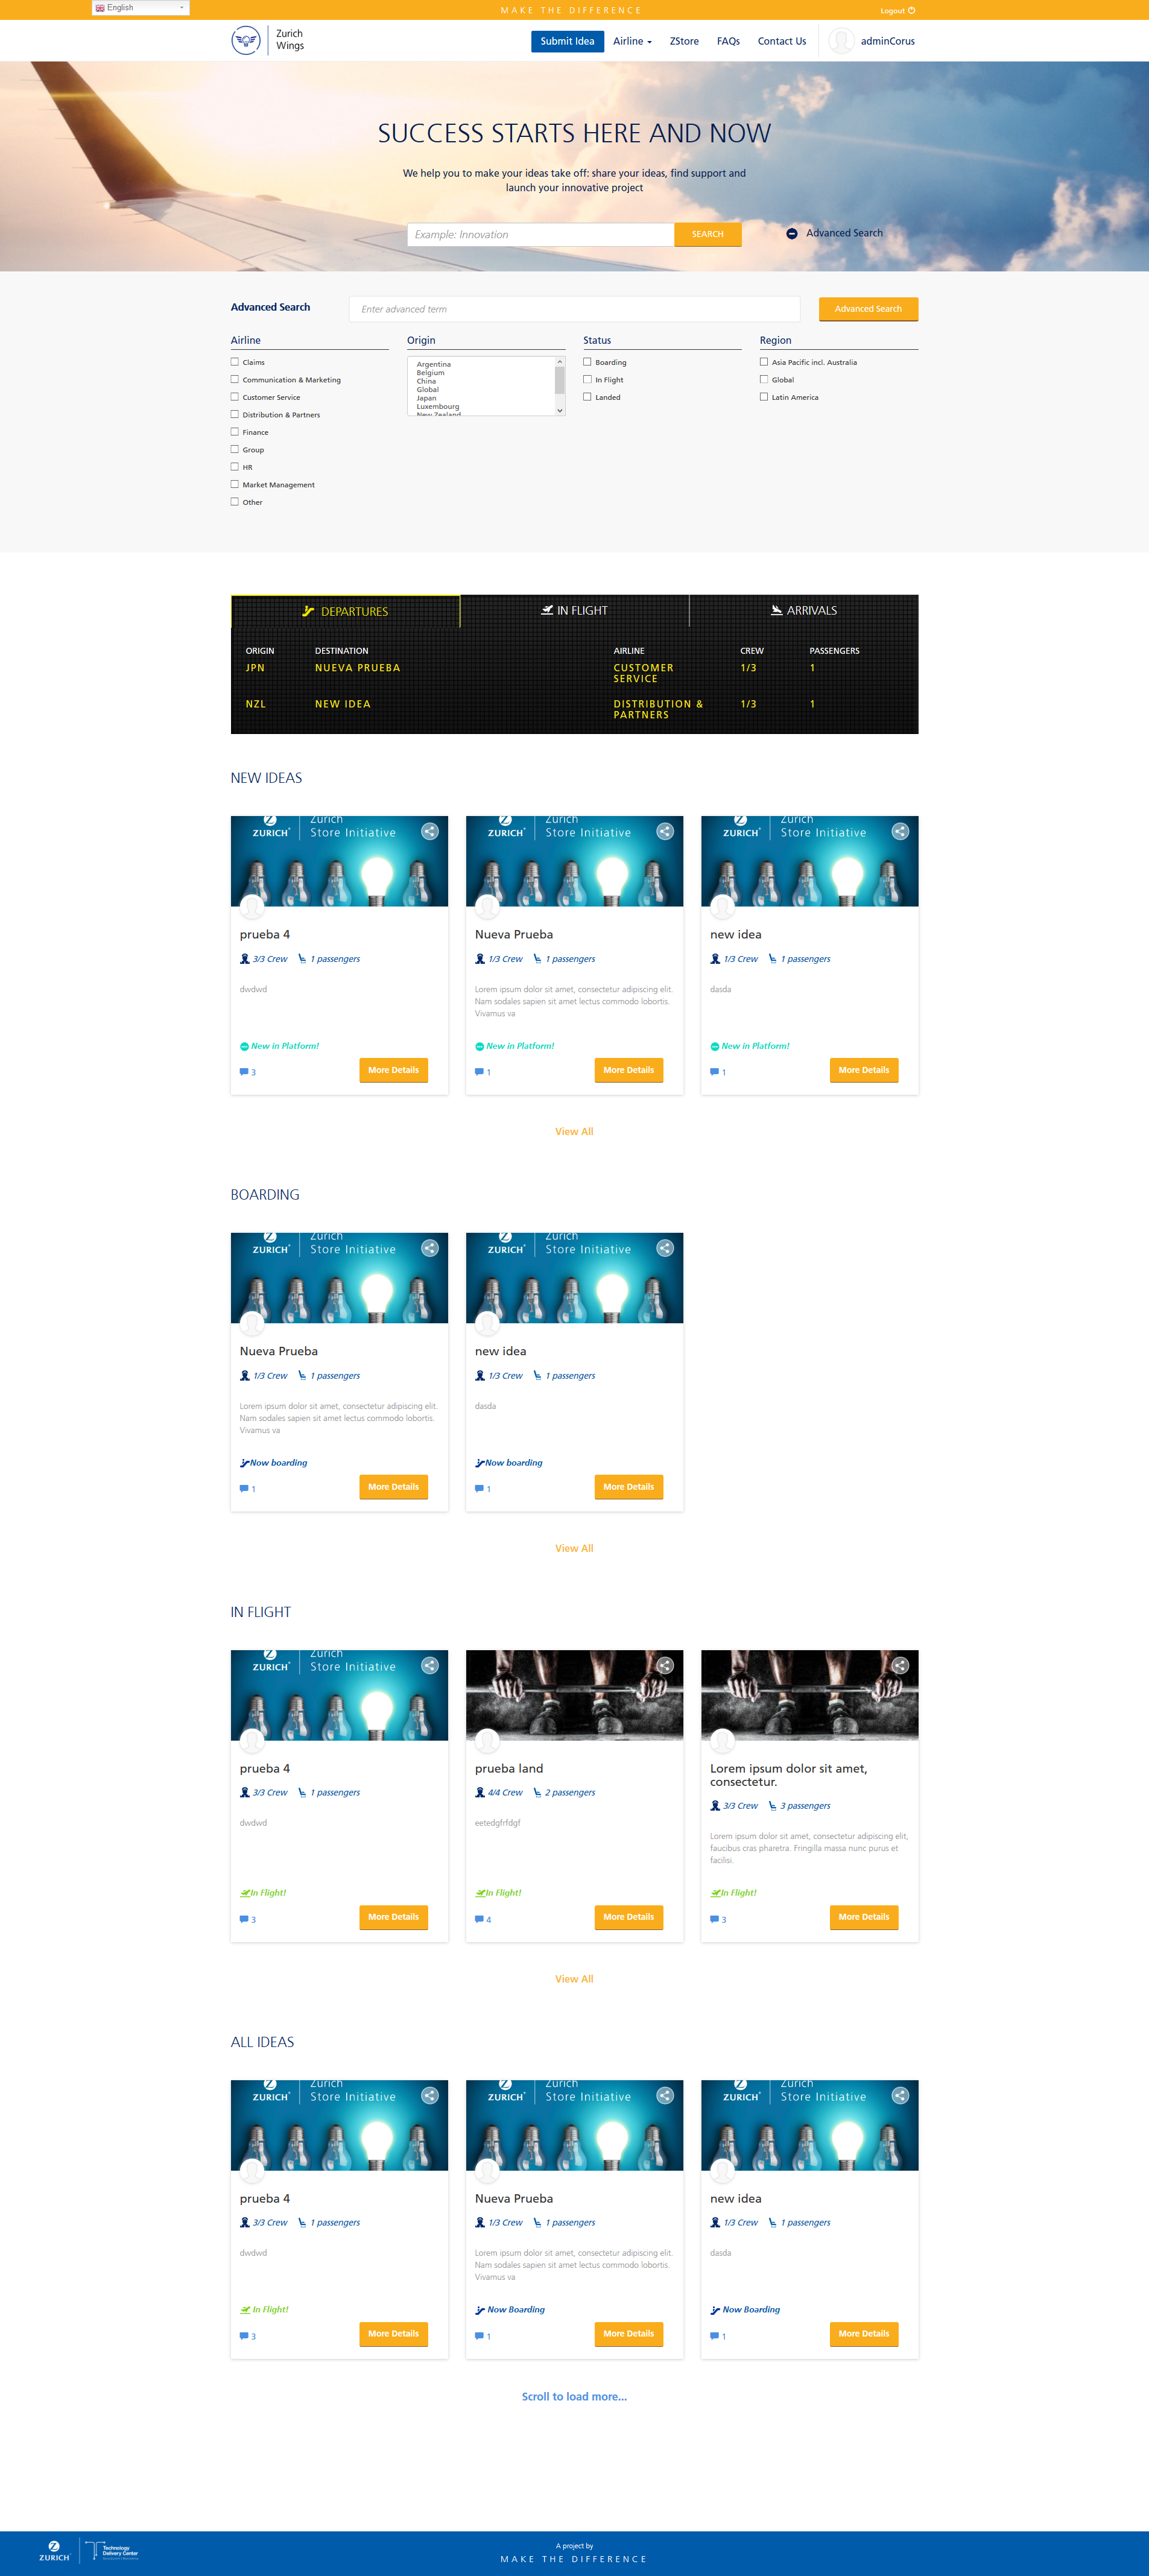 English
MAKE THE DIFFERENCE
Logout
Zurich
Wings
Submit Idea
Airline
ZStore
FAQs
Contact Us
adminCorus
SUCCESS STARTS HERE AND NOW
We help you to make your ideas take off: share your ideas, find support and
launch your innovative project
Example: Innovation
SEARCH
Advanced Search
Advanced Search
Enter advanced term
Advanced Search
Airline
Claims
Communication & Marketing
Customer Service
Distribution & Partners
Finance
Group
HR
Market Management
Other
Origin
Argentina
Belgium
China
Global
Japan
Luxembourg
New Zealand
Status
Boarding
In Flight
Landed
Region
Asia Pacific incl. Australia
Global
Latin America
DEPARTURES
IN FLIGHT
ARRIVALS
ORIGIN DESTINATION AIRLINE CREW PASSENGERS
JPN NUEVA PRUEBA CUSTOMER SERVICE 1/3 1
NZL NEW IDEA DISTRIBUTION & PARTNERS 1/3 1
NEW IDEAS
ZURICH
Zurich
Store Initiative
prueba 4
3/3 Crew 1 passengers
dwdwd
New in Platform!
3
More Details
ZURICH
Zurich
Store Initiative
Nueva Prueba
1/3 Crew 1 passengers
Lorem ipsum dolor sit amet, consectetur adipiscing elit.
Nam sodales sapien sit amet lectus commodo lobortis.
Vivamus va
New in Platform!
1
More Details
ZURICH
Zurich
Store Initiative
new idea
1/3 Crew 1 passengers
dasda
New in Platform!
1
More Details
View All
BOARDING
ZURICH
Zurich
Store Initiative
Nueva Prueba
1/3 Crew 1 passengers
Lorem ipsum dolor sit amet, consectetur adipiscing elit.
Nam sodales sapien sit amet lectus commodo lobortis.
Vivamus va
Now boarding
1
More Details
ZURICH
Zurich
Store Initiative
new idea
1/3 Crew 1 passengers
dasda
Now boarding
1
More Details
View All
IN FLIGHT
ZURICH
Zurich
Store Initiative
prueba 4
3/3 Crew 1 passengers
dwdwd
In Flight!
3
More Details
prueba land
4/4 Crew 2 passengers
eetedgfrfdgf
In Flight!
4
More Details
Lorem ipsum dolor sit amet,
consectetur.
3/3 Crew 3 passengers
Lorem ipsum dolor sit amet, consectetur adipiscing elit,
faucibus cras pharetra. Fringilla massa nunc purus et
facilisi.
In Flight!
3
More Details
View All
ALL IDEAS
ZURICH
Zurich
Store Initiative
prueba 4
3/3 Crew 1 passengers
dwdwd
In Flight!
3
More Details
ZURICH
Zurich
Store Initiative
Nueva Prueba
1/3 Crew 1 passengers
Lorem ipsum dolor sit amet, consectetur adipiscing elit.
Nam sodales sapien sit amet lectus commodo lobortis.
Vivamus va
Now Boarding
1
More Details
ZURICH
Zurich
Store Initiative
new idea
1/3 Crew 1 passengers
dasda
Now Boarding
1
More Details
Scroll to load more...
ZURICH
Technology
Delivery Center
A project by
MAKE THE DIFFERENCE